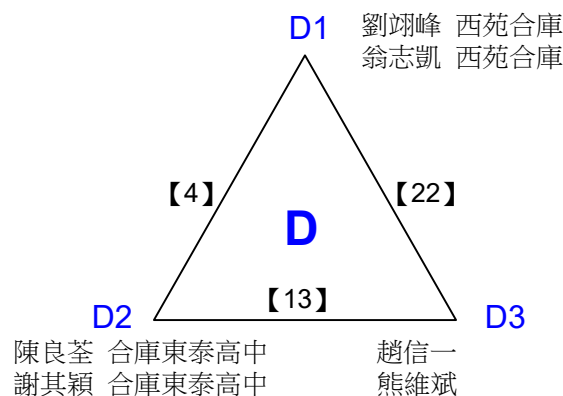 D1
劉翊峰 西苑合庫
翁志凱 西苑合庫
【4】
【22】
D
【13】
D2
D3
陳良荃 合庫東泰高中
謝其穎 合庫東泰高中
趙信一
熊維斌